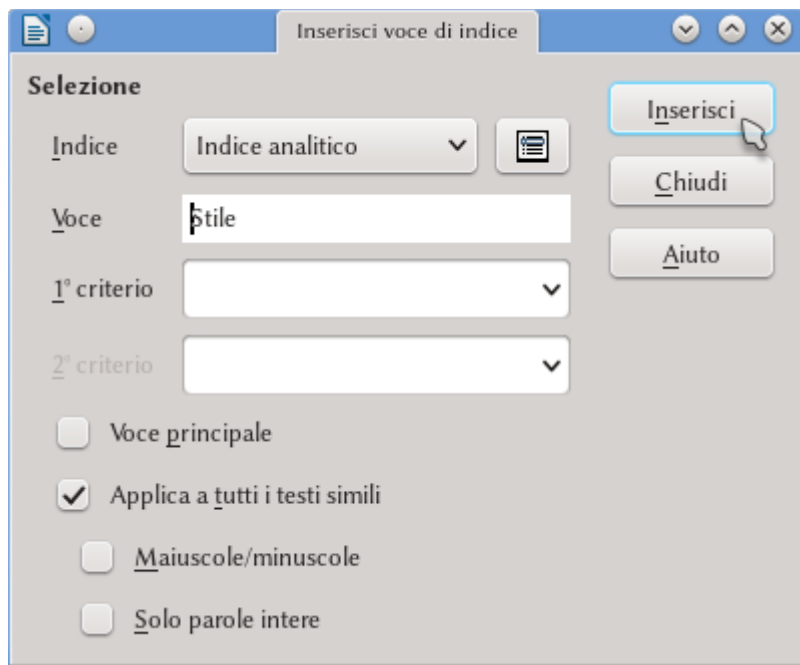 Inserisci voce di indice
Selezione
Indice
Indice analitico
Voce
Stile
1° criterio
2° criterio
Voce principale
Applica a tutti i testi simili
Maiuscole/minuscole
Solo parole intere
Inserisci
Chiudi
Aiuto